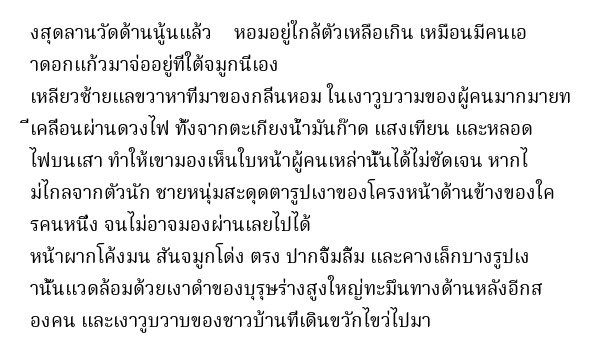 งสุดลานวัดด้านนู้นแล้ว    หอมอยู่ใกล้ตัวเหลือเกิน เหมือนมีคนเอ
าดอกแก้วมาจ่ออยู่ที่ใต้จมูกนี่เอง
เหลียวซ้ายแลขวาหาที่มาของกลิ่นหอม ในเงาวูบวามของผู้คนมากมายท
ี่เคลื่อนผ่านดวงไฟ ทั้งจากตะเกียงน้ำมันก๊าด แสงเทียน และหลอด
ไฟบนเสา ทำให้เขามองเห็นใบหน้าผู้คนเหล่านั้นได้ไม่ชัดเจน หากไ
ม่ไกลจากตัวนัก ชายหนุ่มสะดุดตารูปเงาของโครงหน้าด้านข้างของใค
รคนหนึ่ง จนไม่อาจมองผ่านเลยไปได้
หน้าผากโค้งมน สันจมูกโด่ง ตรง ปากจิ้มลิ้ม และคางเล็กบางรูปเง
านั้นแวดล้อมด้วยเงาดำของบุรุษร่างสูงใหญ่ทะมึนทางด้านหลังอีกส
องคน และเงาวูบวาบของชาวบ้านที่เดินขวักไขว่ไปมา